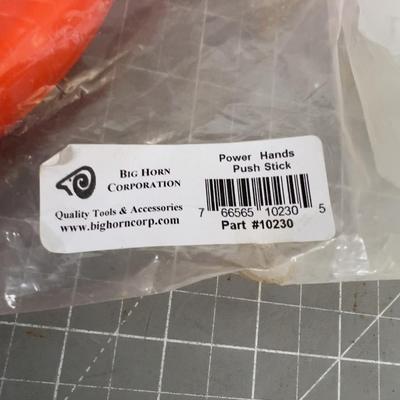 BIG HORN
CORPORATION
Quality Tools & Accessories
www.bighorncorp.com
Power Hands
Push Stick
7 66565 10230 5
Part #10230